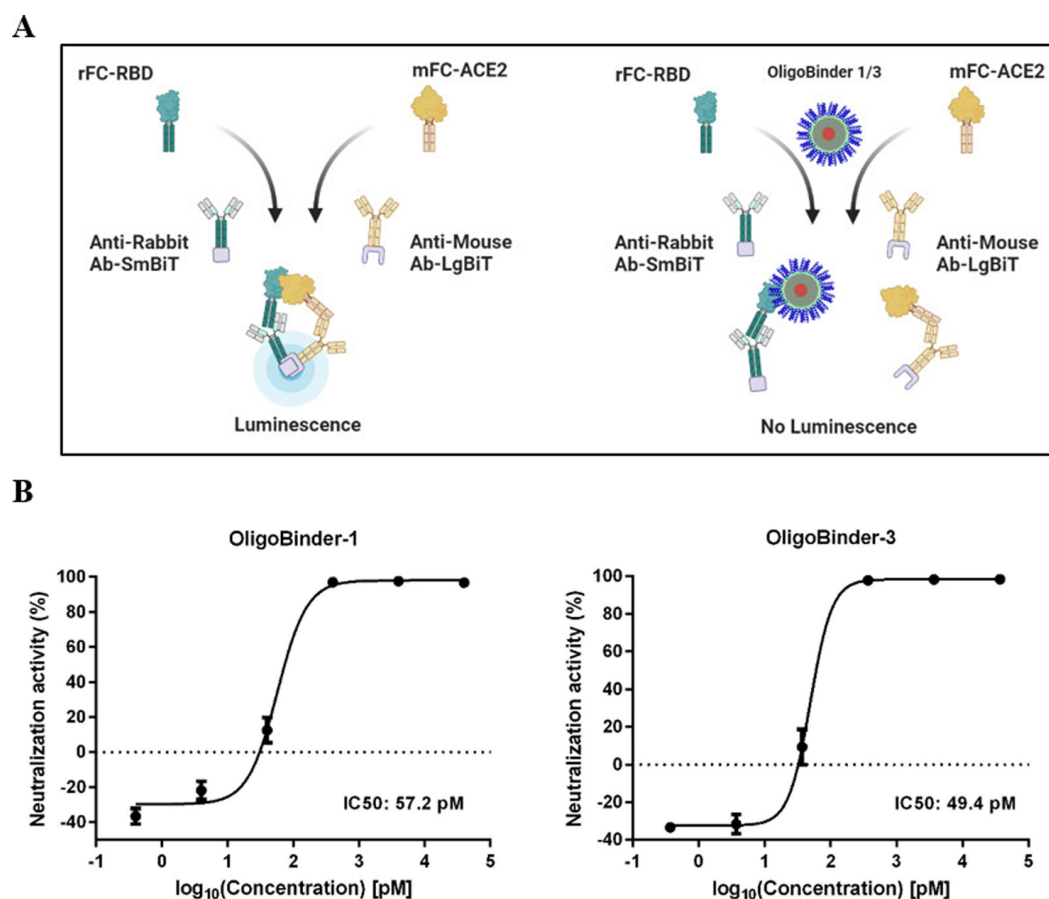 A
rFC-RBD
mFC-ACE2
Anti-Rabbit
Ab-SmBiT
Anti-Mouse
Ab-LgBiT
Luminescence
rFC-RBD
OligoBinder 1/3
mFC-ACE2
Anti-Rabbit
Ab-SmBiT
Anti-Mouse
Ab-LgBiT
No Luminescence
B
OligoBinder-1
Neutralization activity (%)
100
80
60
40
20
0
-20
-40
IC50: 57.2 pM
-1 0 1 2 3 4 5
log10(Concentration) [pM]
OligoBinder-3
Neutralization activity (%)
100
80
60
40
20
0
-20
-40
IC50: 49.4 pM
-1 0 1 2 3 4 5
log10(Concentration) [pM]